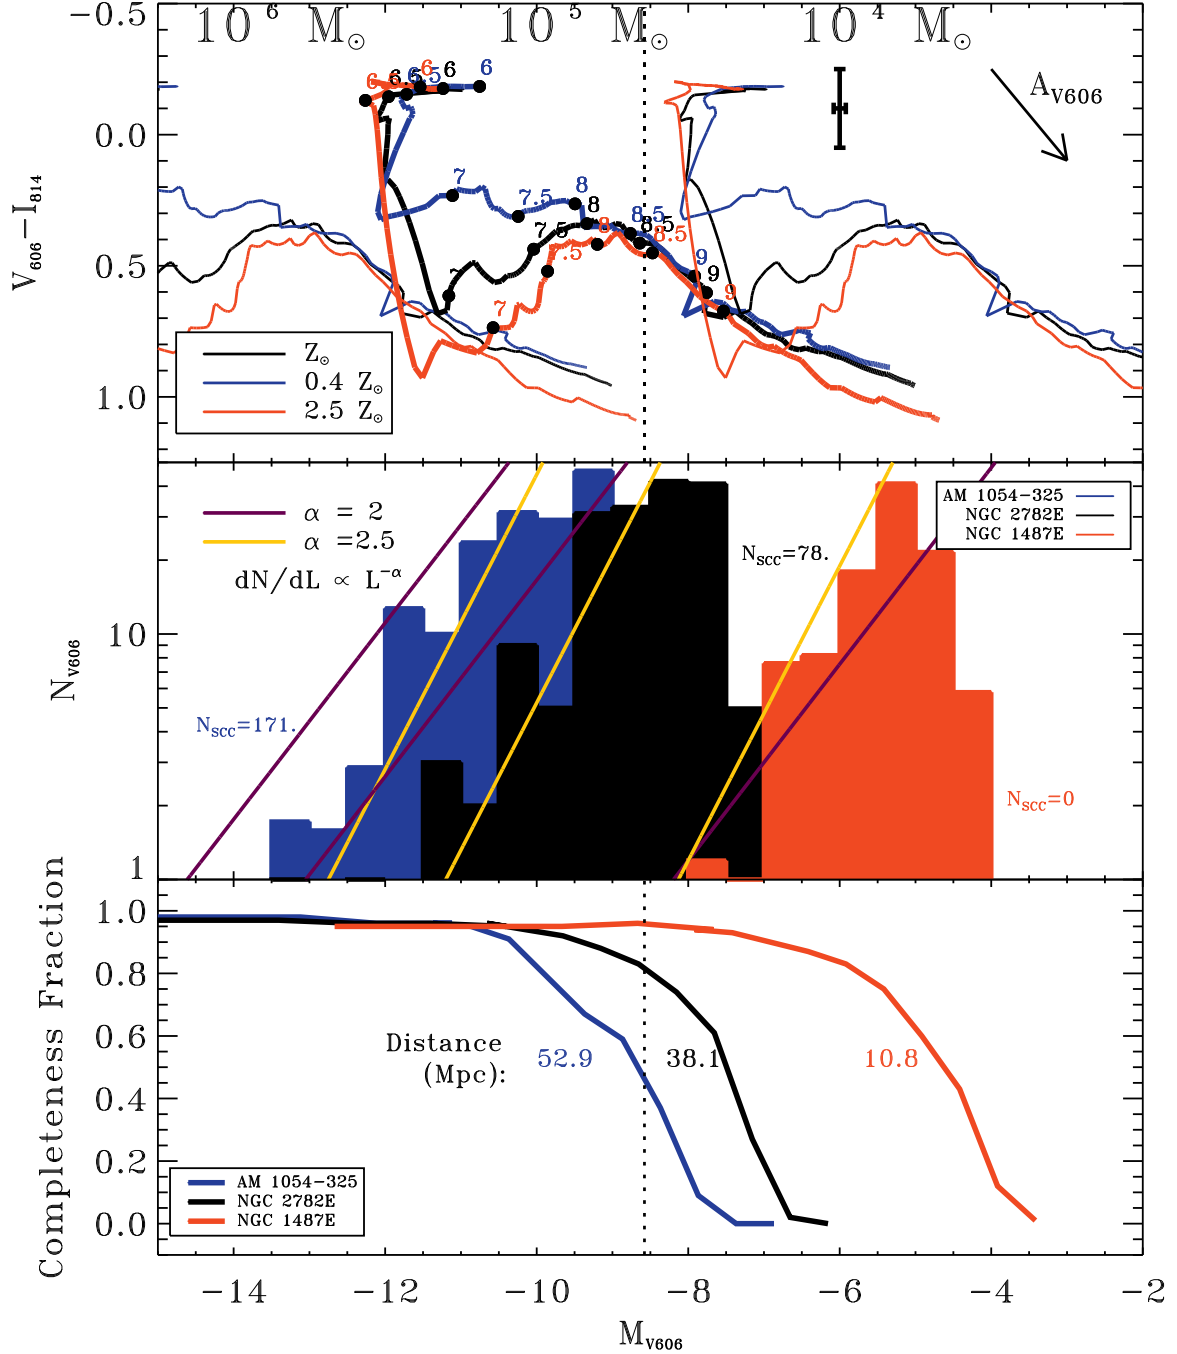 10⁶ M☉ 10⁵ M☉ 10⁴ M☉
−0.5
0.0
0.5
1.0
V₆₀₆−I₈₁₄
A_V606
6 6 6 6
6.5
7 7.5 8 8.5 9
7 7.5 8 8.5 9
7 7.5 8 8.5 9
Z☉
0.4 Z☉
2.5 Z☉
α = 2
α =2.5
dN/dL ∝ L^−α
AM 1054−325
NGC 2782E
NGC 1487E
N_SCC=78.
N_SCC=171.
N_SCC=0
10
1
N_V606
1.0
0.8
0.6
0.4
0.2
0.0
Completeness Fraction
Distance
(Mpc):
52.9 38.1 10.8
AM 1054−325
NGC 2782E
NGC 1487E
−14 −12 −10 −8 −6 −4 −2
M_V606